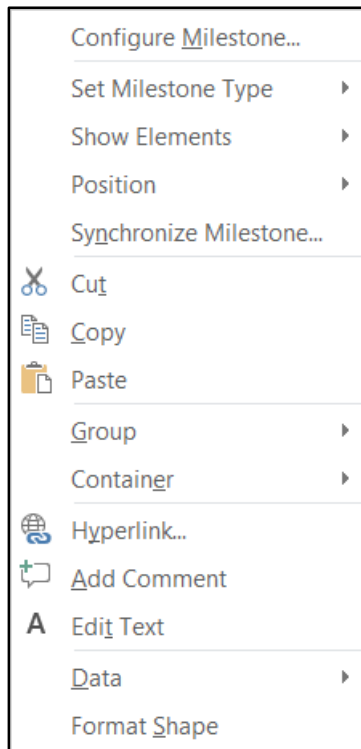 Configure Milestone...
Set Milestone Type
Show Elements
Position
Synchronize Milestone...
Cut
Copy
Paste
Group
Container
Hyperlink...
Add Comment
A Edit Text
Data
Format Shape